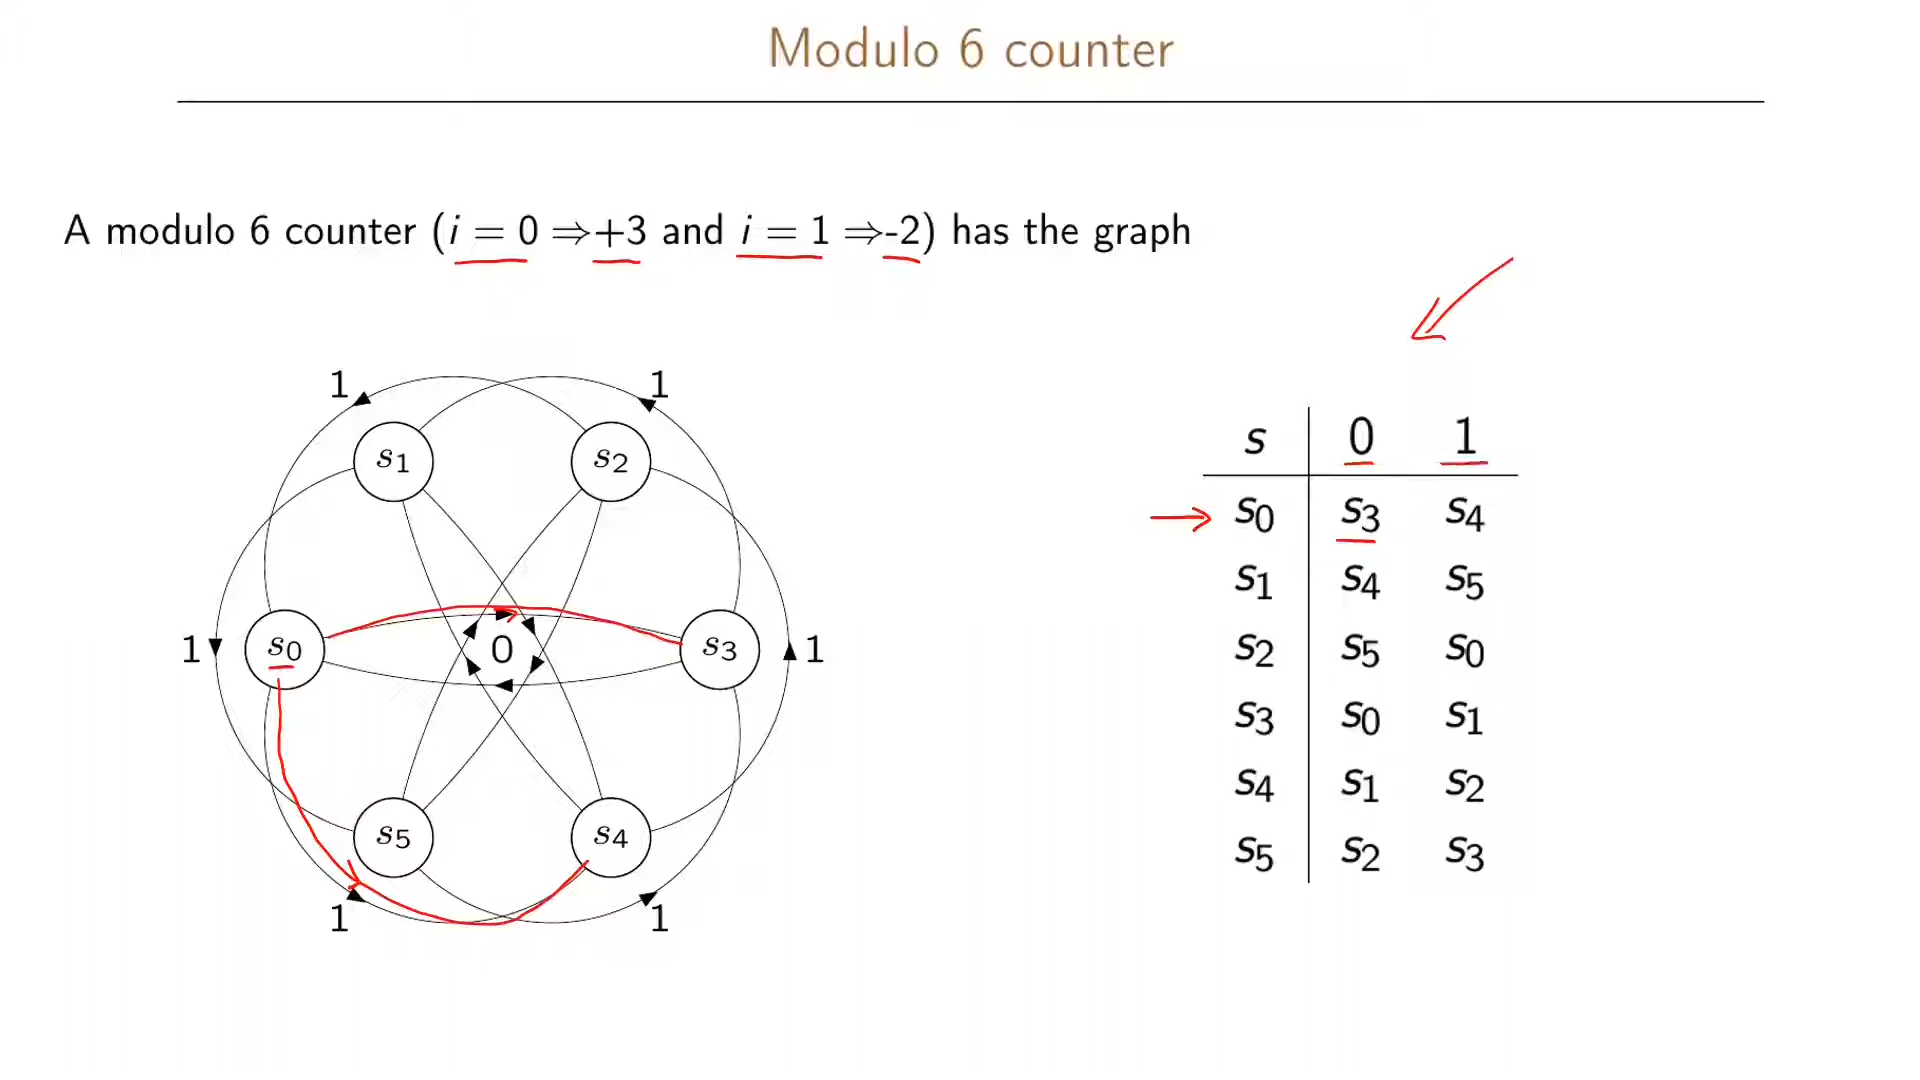 Modulo 6 counter
A modulo 6 counter (i = 0 ⇒+3 and i = 1 ⇒-2) has the graph
1 1
s1 s2
1 s0 0 s3 1
s5 s4
1 1
s 0 1
s0 s3 s4
s1 s4 s5
s2 s5 s0
s3 s0 s1
s4 s1 s2
s5 s2 s3